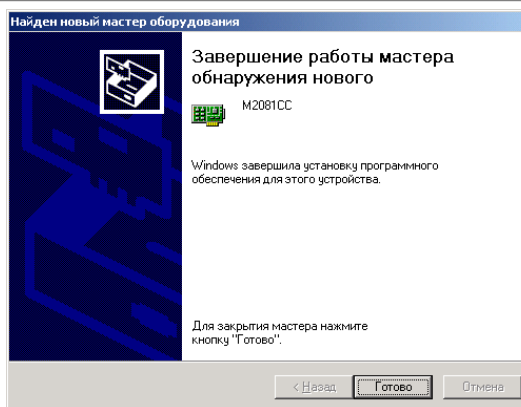 Найден новый мастер оборудования
Завершение работы мастера
обнаружения нового
M2081CC
Windows завершила установку программного
обеспечения для этого устройства.
Для закрытия мастера нажмите
кнопку "Готово".
< Назад
Готово
Отмена